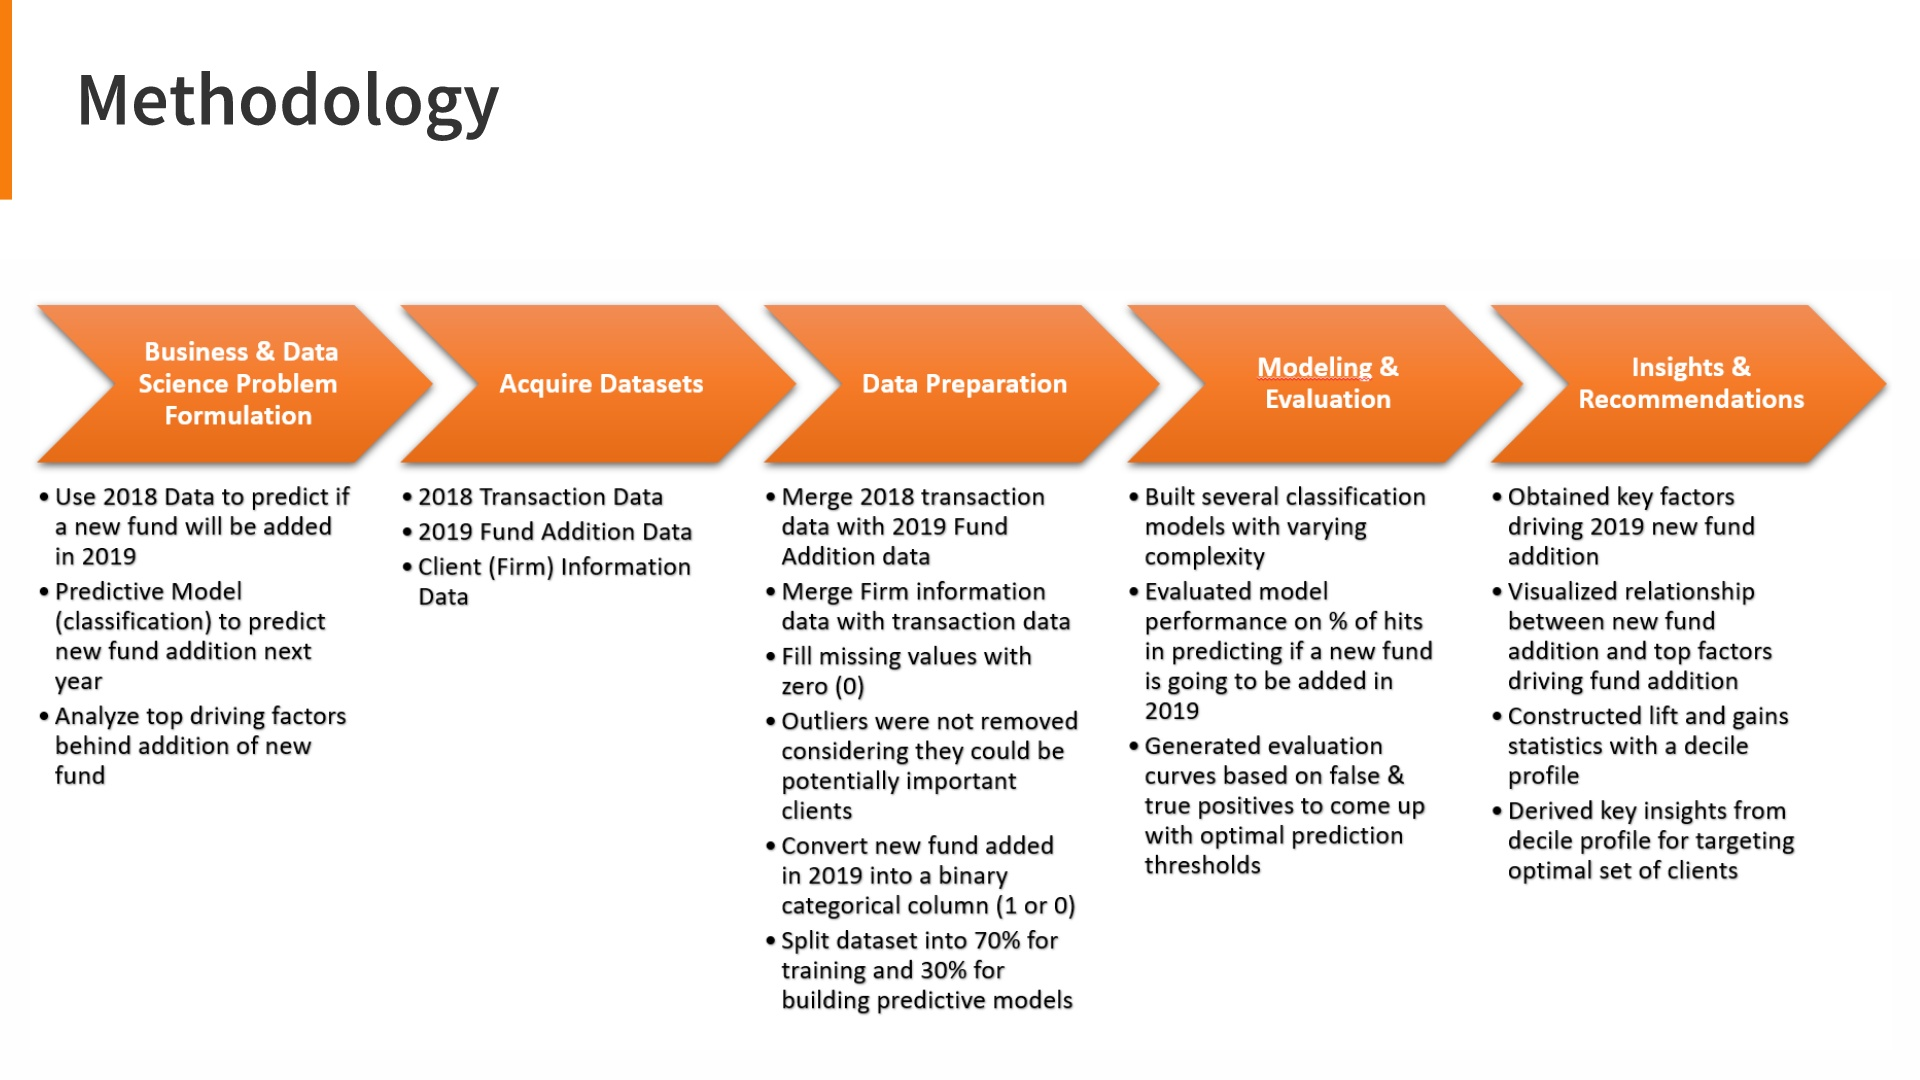 Methodology
Business & Data
Science Problem
Formulation
• Use 2018 Data to predict if
a new fund will be added
in 2019
• Predictive Model
(classification) to predict
new fund addition next
year
• Analyze top driving factors
behind addition of new
fund
Acquire Datasets
• 2018 Transaction Data
• 2019 Fund Addition Data
• Client (Firm) Information
Data
Data Preparation
• Merge 2018 transaction
data with 2019 Fund
Addition data
• Merge Firm information
data with transaction data
• Fill missing values with
zero (0)
• Outliers were not removed
considering they could be
potentially important
clients
• Convert new fund added
in 2019 into a binary
categorical column (1 or 0)
• Split dataset into 70% for
training and 30% for
building predictive models
Modeling &
Evaluation
• Built several classification
models with varying
complexity
• Evaluated model
performance on % of hits
in predicting if a new fund
is going to be added in
2019
• Generated evaluation
curves based on false &
true positives to come up
with optimal prediction
thresholds
Insights &
Recommendations
• Obtained key factors
driving 2019 new fund
addition
• Visualized relationship
between new fund
addition and top factors
driving fund addition
• Constructed lift and gains
statistics with a decile
profile
• Derived key insights from
decile profile for targeting
optimal set of clients